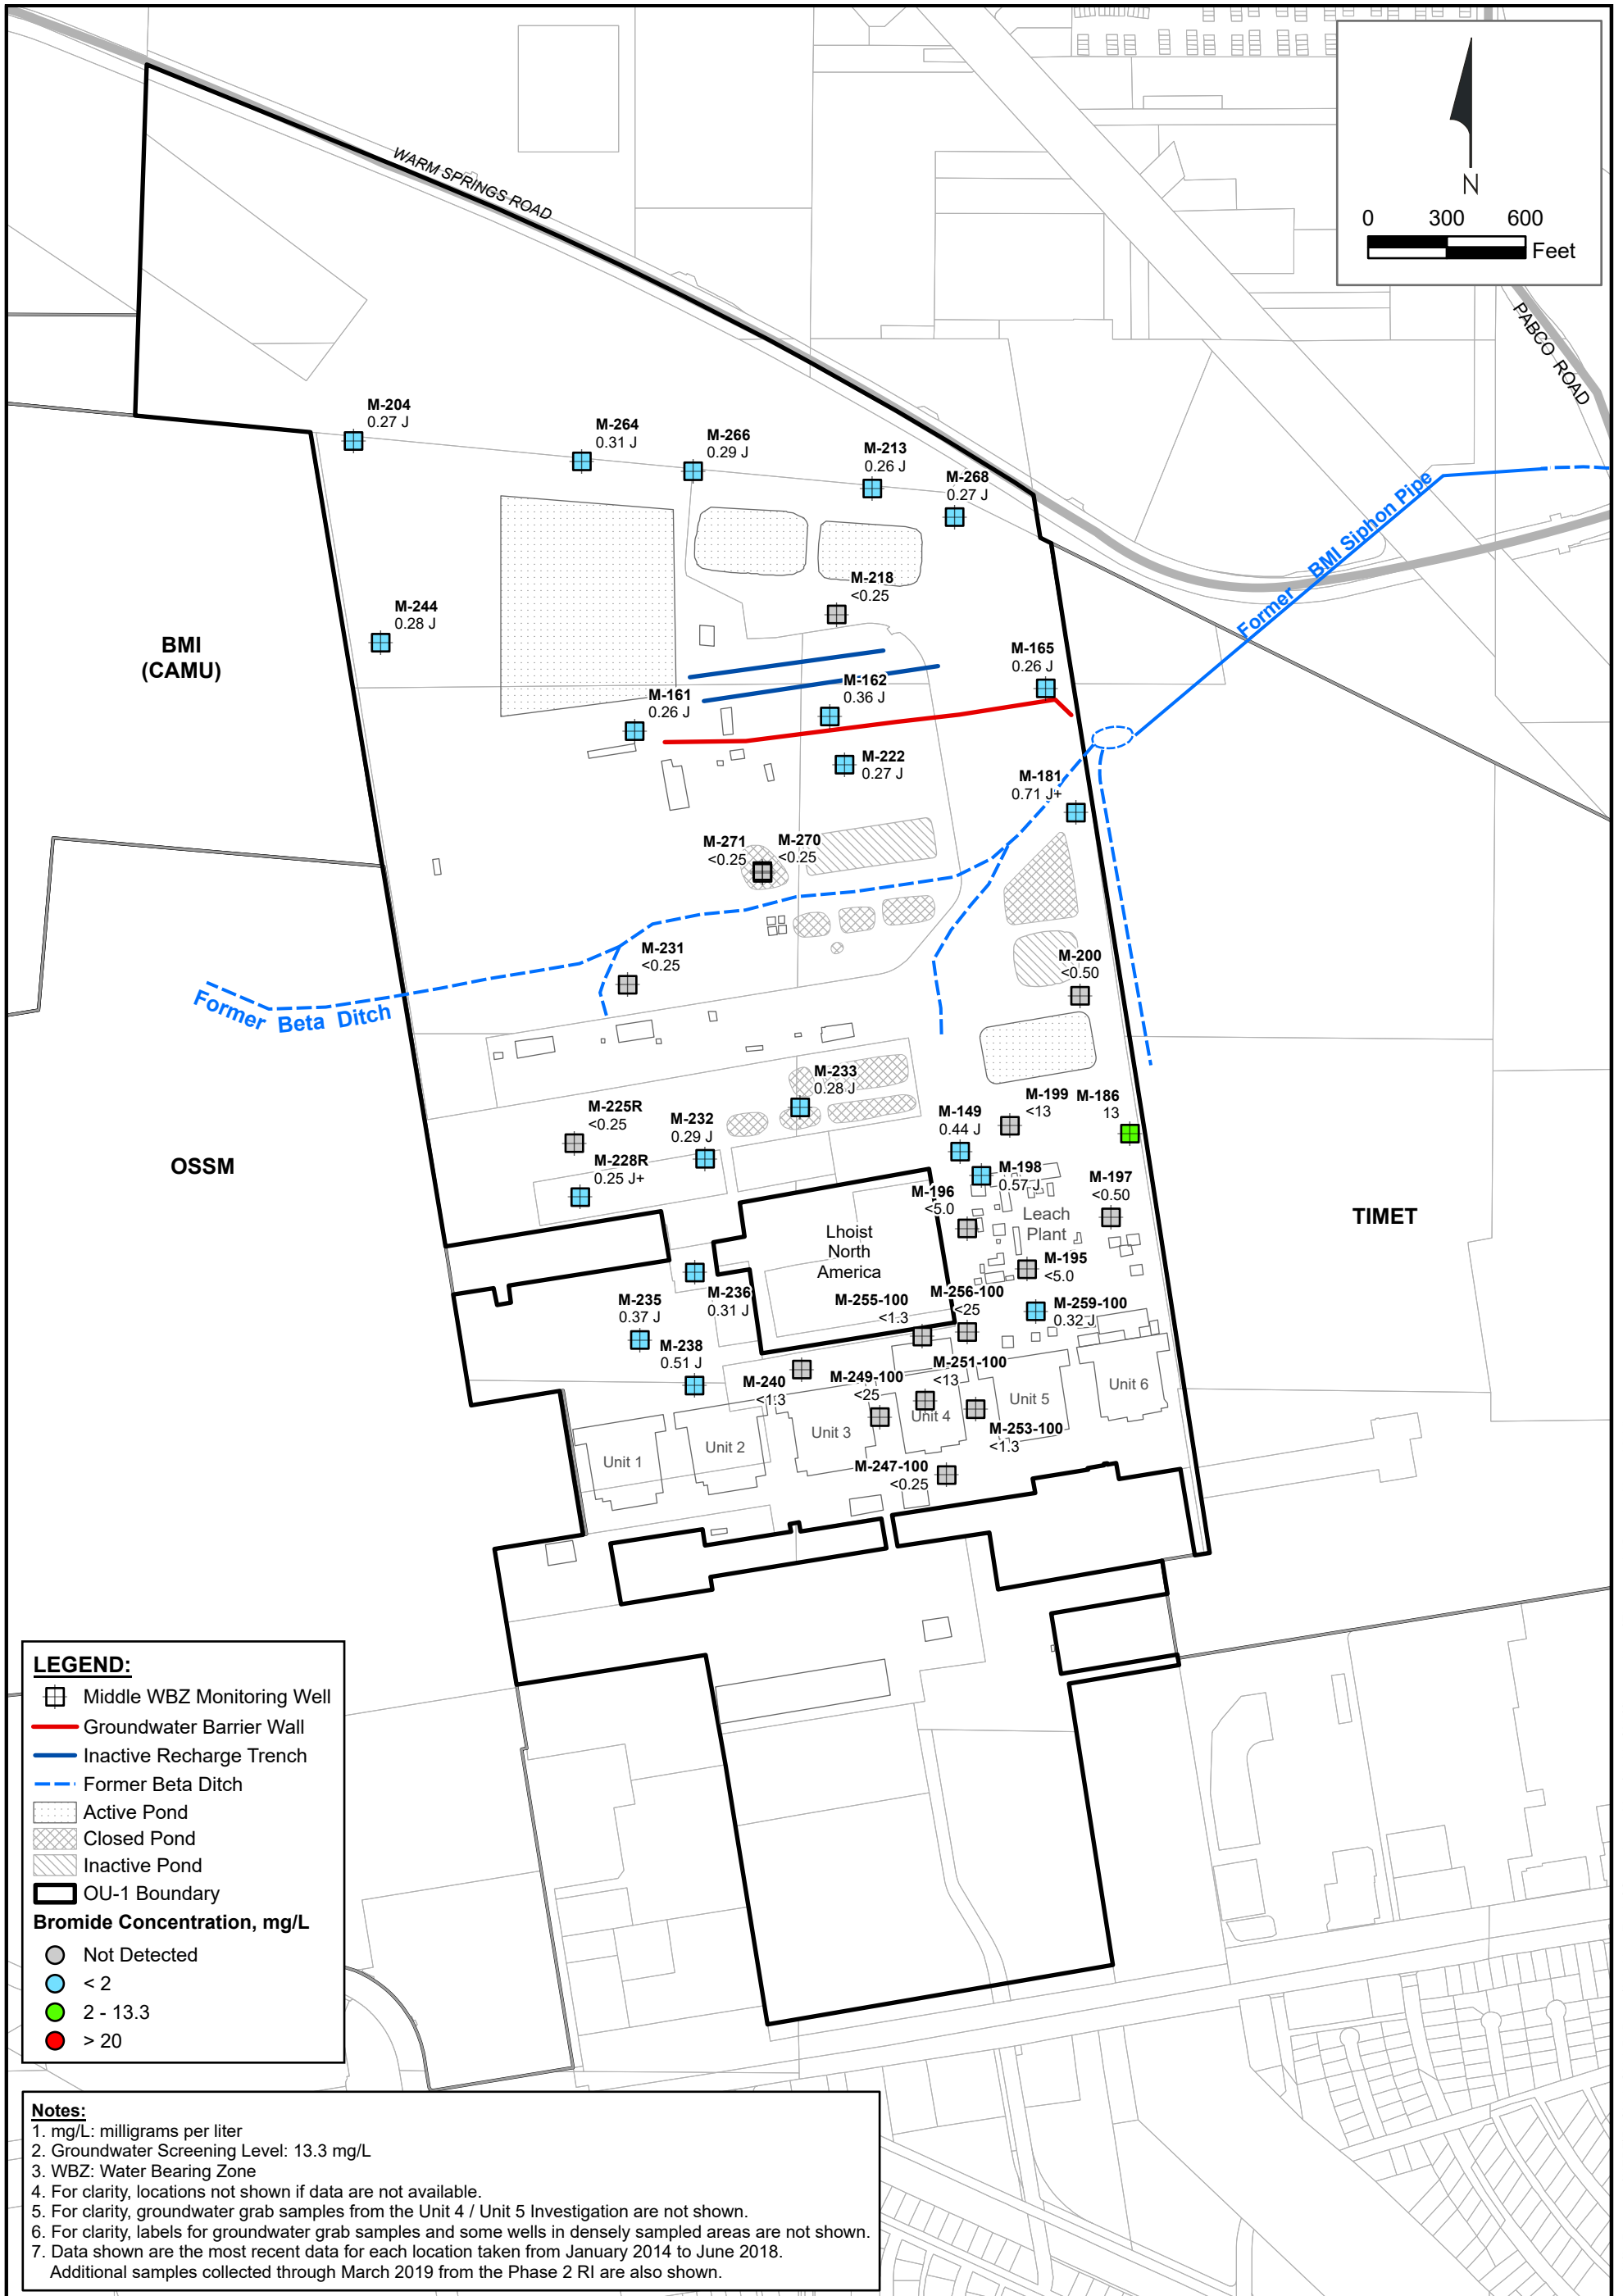 WARM SPRINGS ROAD
N
0 300 600
Feet
PABCO ROAD
M-204
0.27 J
M-264
0.31 J
M-266
0.29 J
M-213
0.26 J
M-268
0.27 J
Former BMI Siphon Pipe
M-218
<0.25
M-244
0.28 J
BMI
(CAMU)
M-165
0.26 J
M-161
0.26 J
M-162
0.36 J
M-222
0.27 J
M-181
0.71 J+
M-271
<0.25
M-270
<0.25
M-231
<0.25
M-200
<0.50
Former Beta Ditch
M-233
0.28 J
M-225R
<0.25
M-232
0.29 J
M-149
0.44 J
M-199
<13
M-186
13
OSSM
M-228R
0.25 J+
M-198
0.57 J
M-196
<5.0
M-197
<0.50
Leach
Plant
TIMET
Lhoist
North
America
M-195
<5.0
M-236
0.31 J
M-235
0.37 J
M-255-100
<1.3
M-256-100
<25
M-259-100
0.32 J
M-238
0.51 J
M-240
<1.3
M-249-100
<25
M-251-100
<13
M-253-100
<1.3
M-247-100
<0.25
Unit 1
Unit 2
Unit 3
Unit 4
Unit 5
Unit 6
LEGEND:
Middle WBZ Monitoring Well
Groundwater Barrier Wall
Inactive Recharge Trench
Former Beta Ditch
Active Pond
Closed Pond
Inactive Pond
OU-1 Boundary
Bromide Concentration, mg/L
Not Detected
< 2
2 - 13.3
> 20
Notes:
1. mg/L: milligrams per liter
2. Groundwater Screening Level: 13.3 mg/L
3. WBZ: Water Bearing Zone
4. For clarity, locations not shown if data are not available.
5. For clarity, groundwater grab samples from the Unit 4 / Unit 5 Investigation are not shown.
6. For clarity, labels for groundwater grab samples and some wells in densely sampled areas are not shown.
7. Data shown are the most recent data for each location taken from January 2014 to June 2018.
Additional samples collected through March 2019 from the Phase 2 RI are also shown.